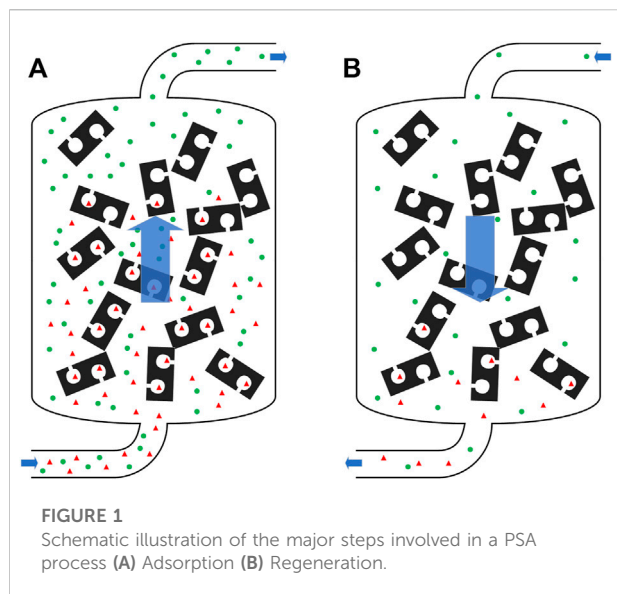 A
B
FIGURE 1
Schematic illustration of the major steps involved in a PSA
process (A) Adsorption (B) Regeneration.